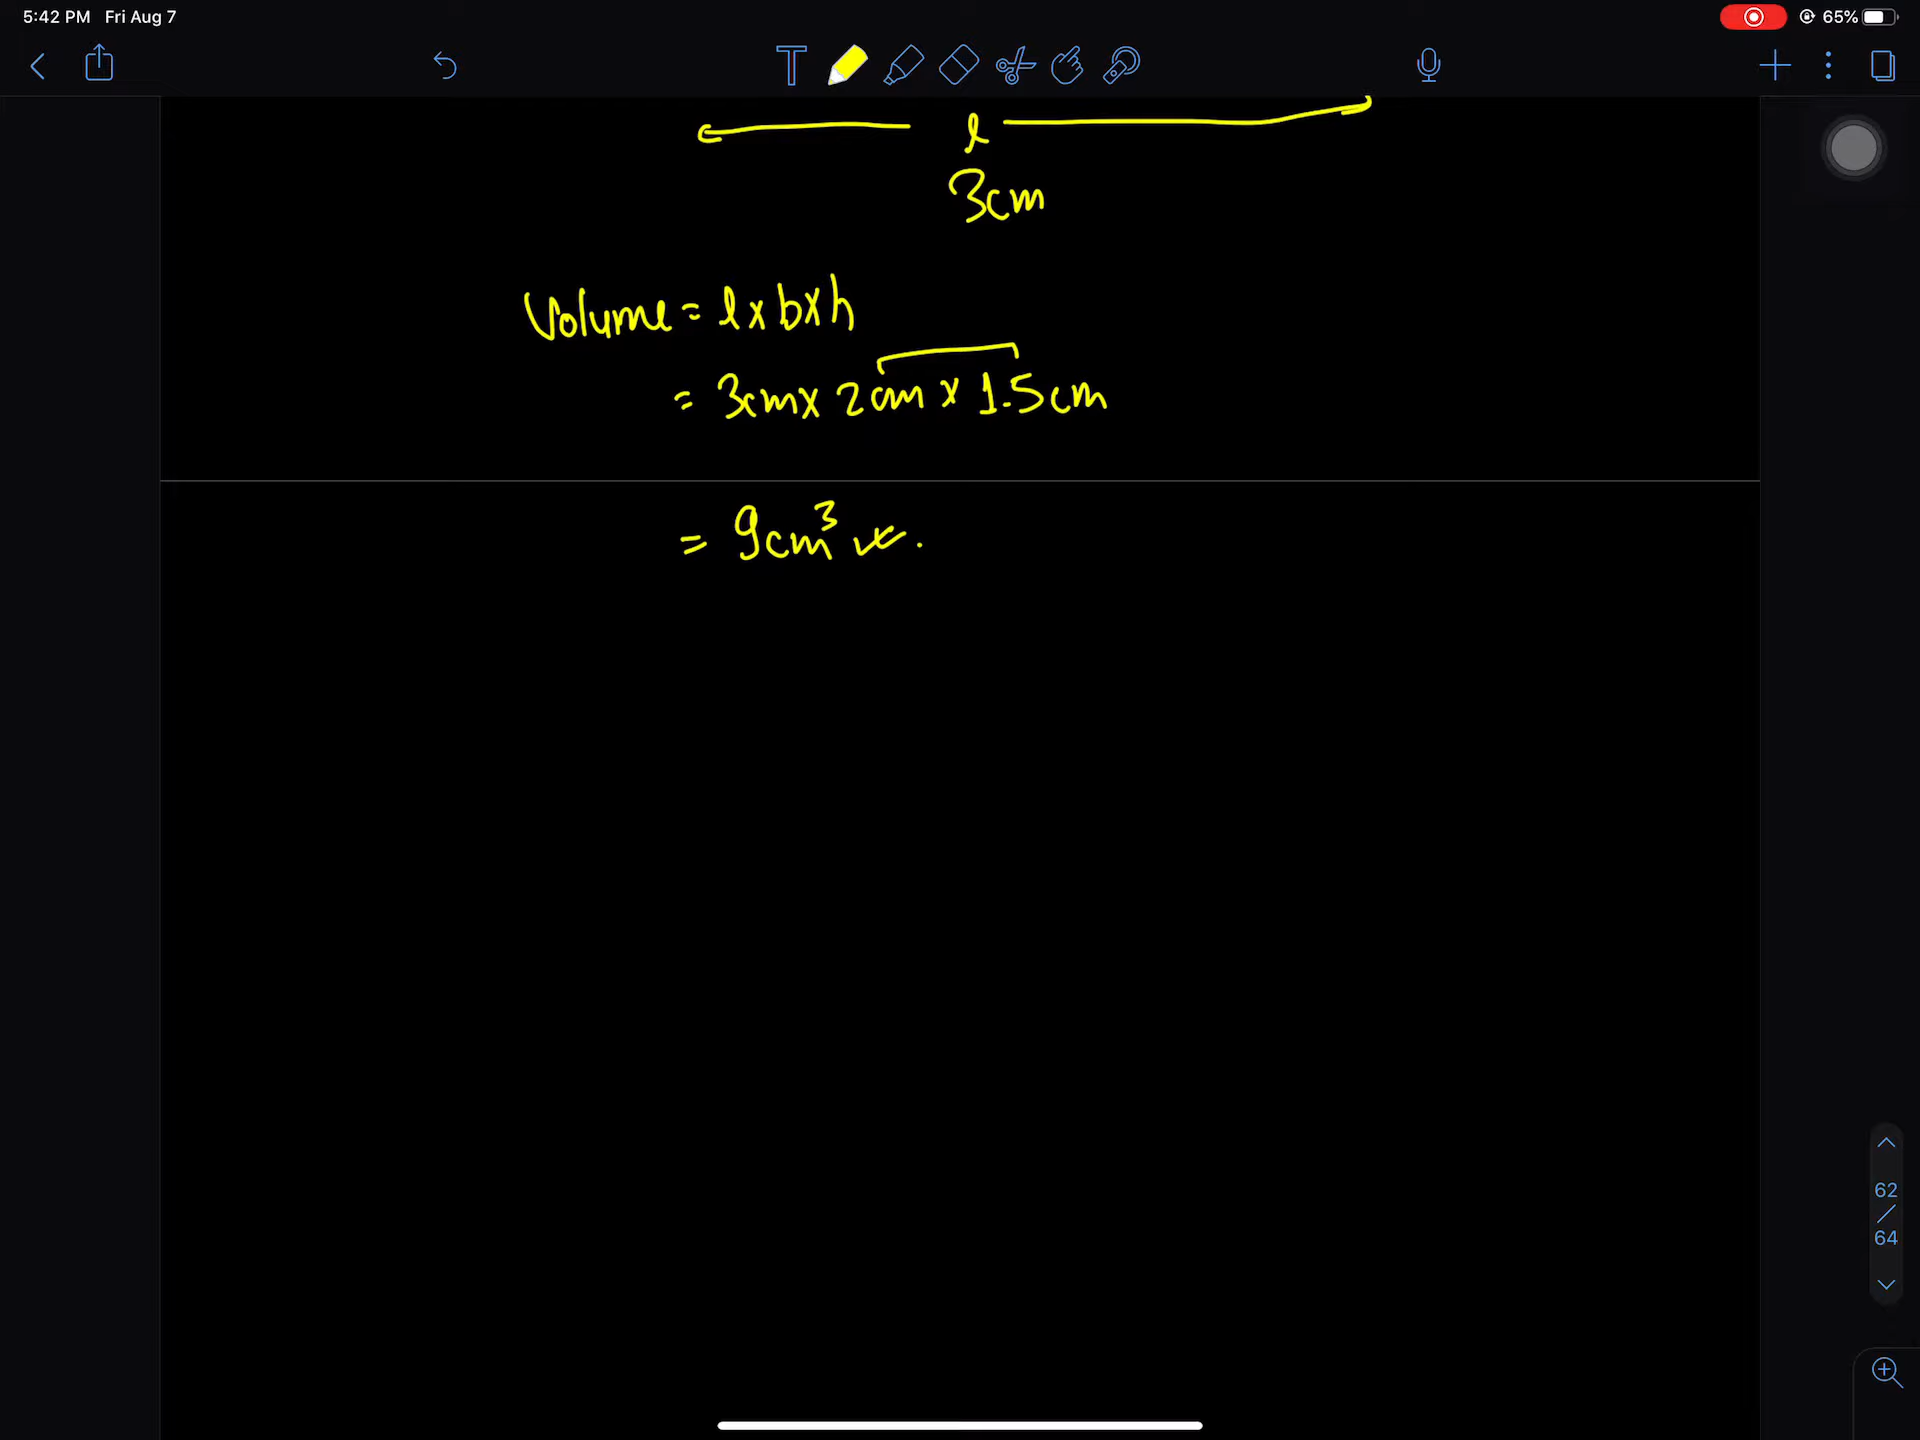 5:42 PM Fri Aug 7
65%
T
l
3cm
Volume = l x b x h
= 3cm x 2cm x 1.5cm
= 9cm³
62
/
64